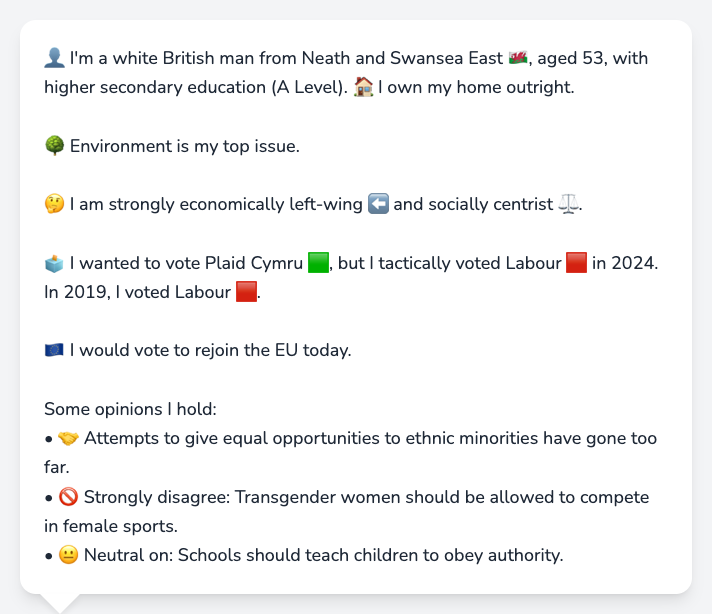 👤 I'm a white British man from Neath and Swansea East 🏴󠁧󠁢󠁷󠁬󠁳󠁿, aged 53, with
higher secondary education (A Level). 🏠 I own my home outright.
🌳 Environment is my top issue.
🤔 I am strongly economically left-wing ⬅️ and socially centrist ⚖️.
🗳️ I wanted to vote Plaid Cymru 🟩, but I tactically voted Labour 🟥 in 2024.
In 2019, I voted Labour 🟥.
🇪🇺 I would vote to rejoin the EU today.
Some opinions I hold:
• 🤝 Attempts to give equal opportunities to ethnic minorities have gone too
far.
• 🚫 Strongly disagree: Transgender women should be allowed to compete
in female sports.
• 😐 Neutral on: Schools should teach children to obey authority.